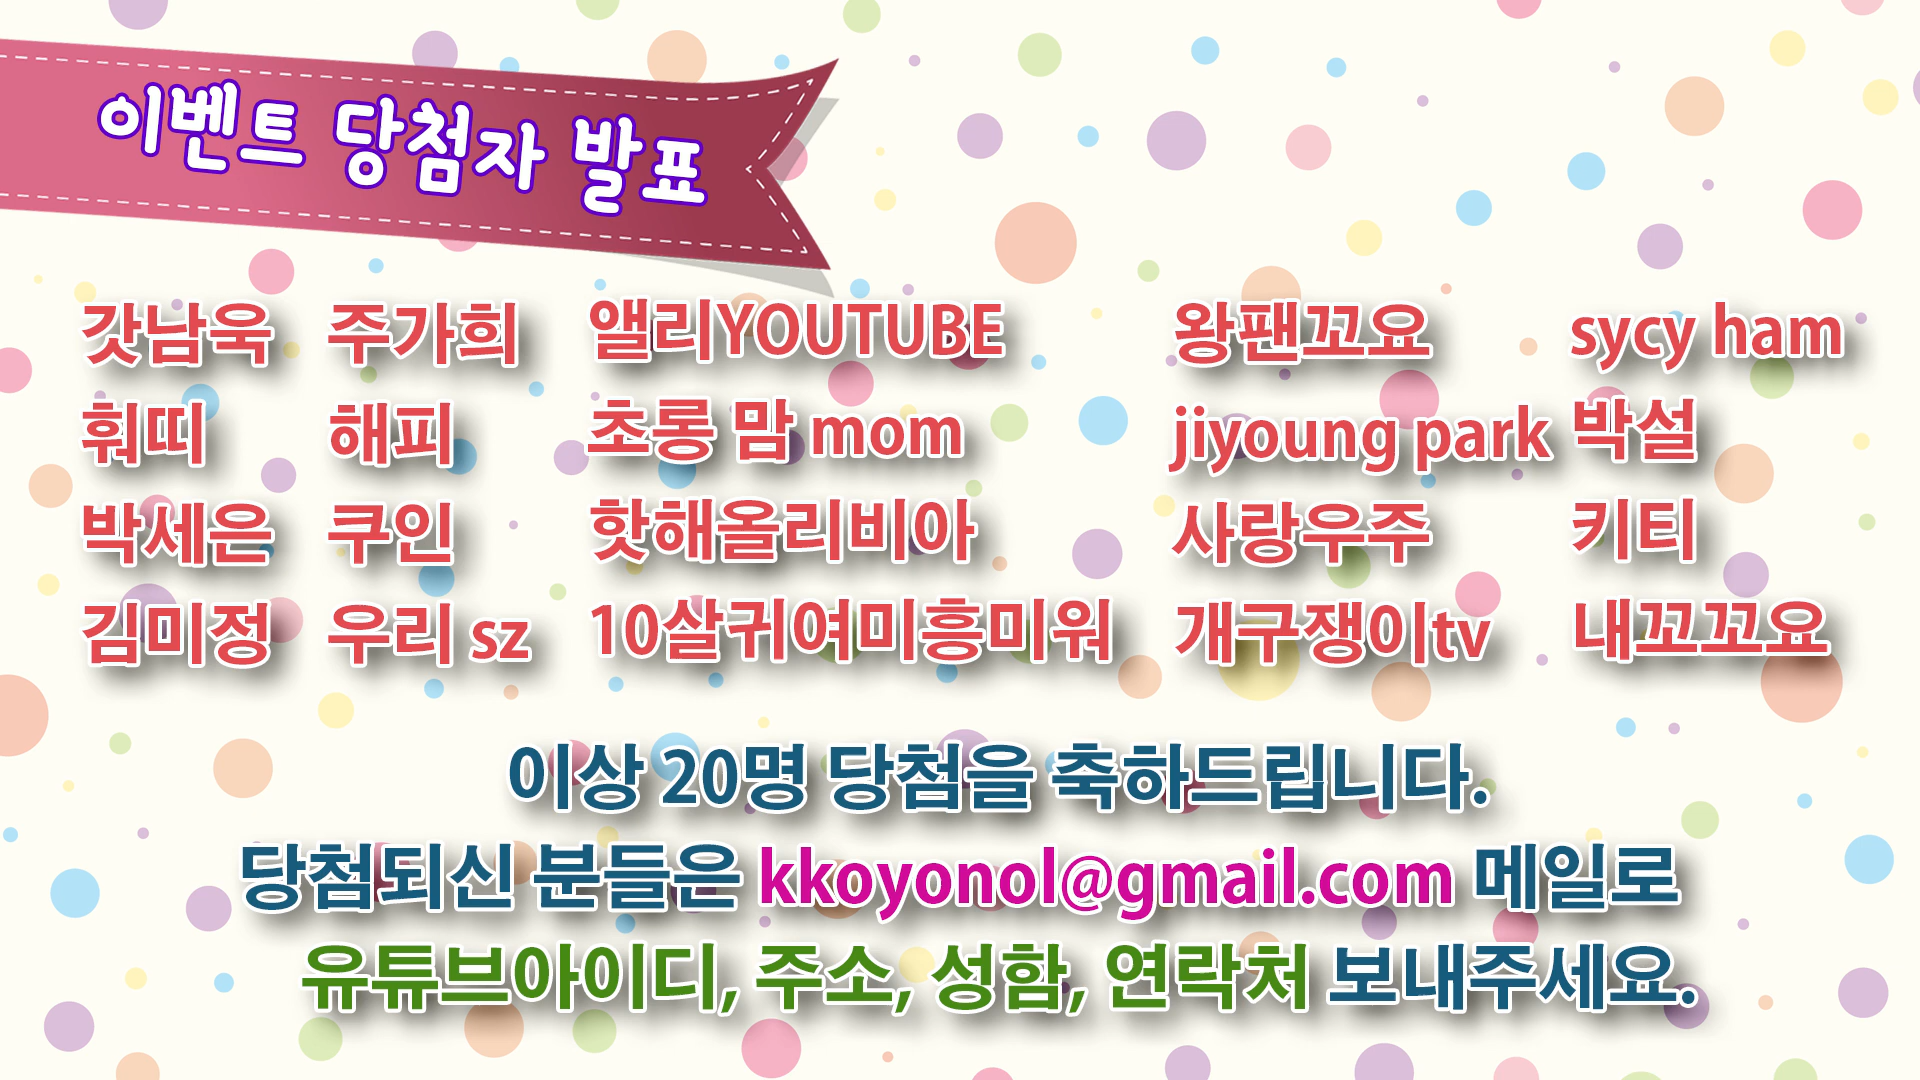 이벤트 당첨자 발표
갓남욱 주가희 앨리YOUTUBE 왕팬꼬요 sycy ham
훠띠 해피 초롱 맘 mom jiyoung park 박설
박세은 쿠인 핫해올리비아 사랑우주 키티
김미정 우리 sz 10살귀여미흥미워 개구쟁이tv 내꼬꼬요
이상 20명 당첨을 축하드립니다.
당첨되신 분들은 kkoyonol@gmail.com 메일로
유튜브아이디, 주소, 성함, 연락처 보내주세요.